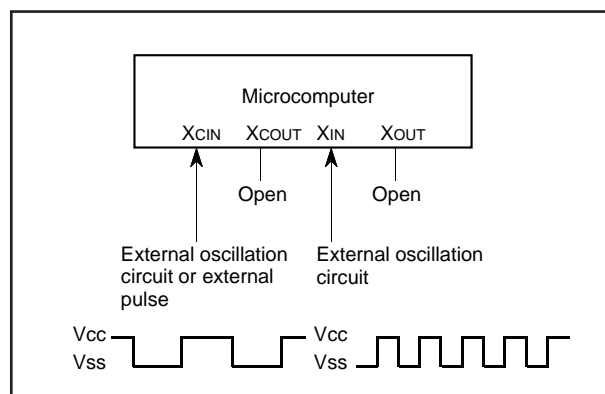 Microcomputer
XCIN XCOUT XIN XOUT
Open Open
External oscillation
circuit or external
pulse
External oscillation
circuit
Vcc Vcc
Vss Vss